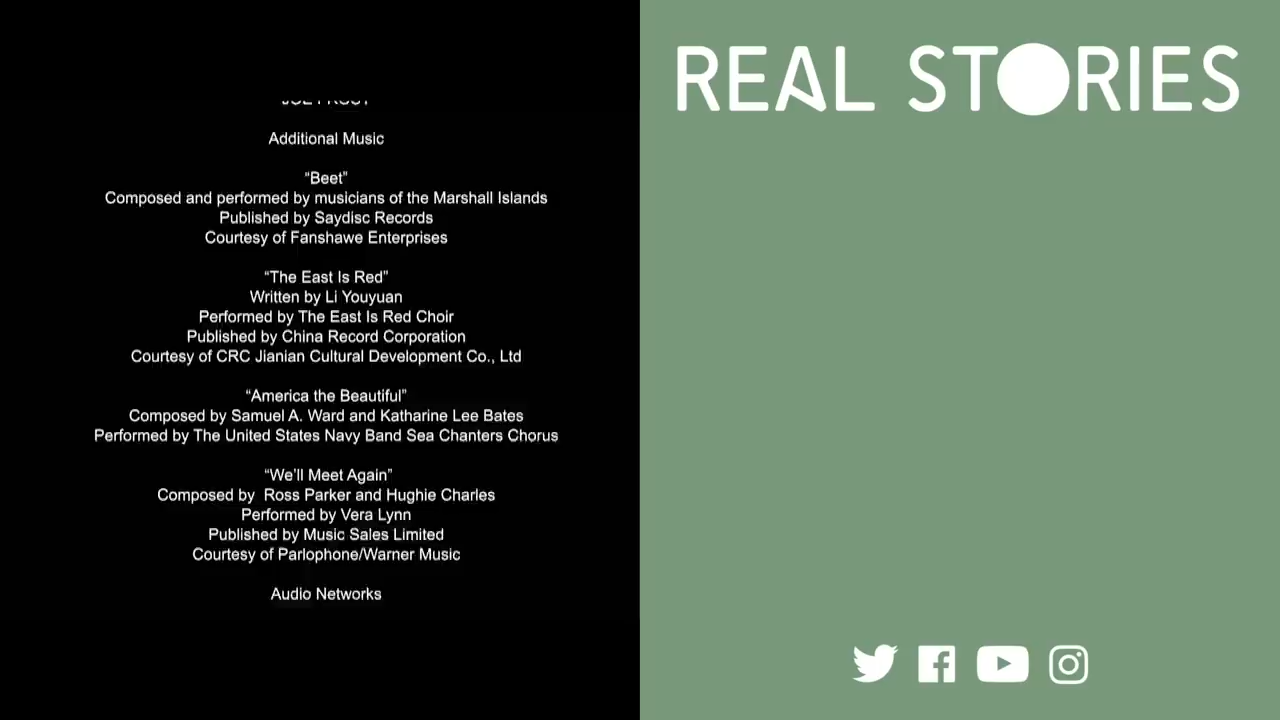 Additional Music
“Beet”
Composed and performed by musicians of the Marshall Islands
Published by Saydisc Records
Courtesy of Fanshawe Enterprises
“The East Is Red”
Written by Li Youyuan
Performed by The East Is Red Choir
Published by China Record Corporation
Courtesy of CRC Jianian Cultural Development Co., Ltd
“America the Beautiful”
Composed by Samuel A. Ward and Katharine Lee Bates
Performed by The United States Navy Band Sea Chanters Chorus
“We’ll Meet Again”
Composed by  Ross Parker and Hughie Charles
Performed by Vera Lynn
Published by Music Sales Limited
Courtesy of Parlophone/Warner Music
Audio Networks
REAL STORIES